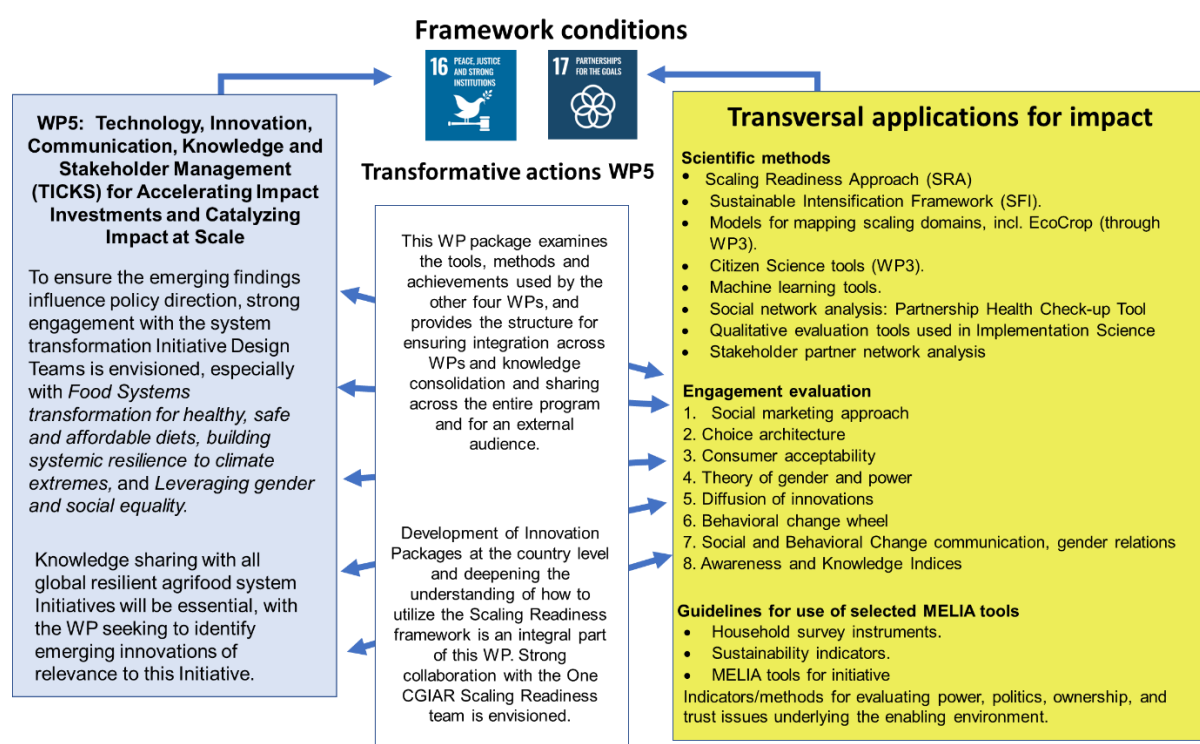 Framework conditions
16 PEACE, JUSTICE
AND STRONG
INSTITUTIONS
17 PARTNERSHIPS
FOR THE GOALS
WP5: Technology, Innovation,
Communication, Knowledge and
Stakeholder Management
(TICKS) for Accelerating Impact
Investments and Catalyzing
Impact at Scale
To ensure the emerging findings
influence policy direction, strong
engagement with the system
transformation Initiative Design
Teams is envisioned, especially
with Food Systems
transformation for healthy, safe
and affordable diets, building
systemic resilience to climate
extremes, and Leveraging gender
and social equality.
Knowledge sharing with all
global resilient agrifood system
Initiatives will be essential, with
the WP seeking to identify
emerging innovations of
relevance to this Initiative.
Transformative actions WP5
This WP package examines
the tools, methods and
achievements used by the
other four WPs, and
provides the structure for
ensuring integration across
WPs and knowledge
consolidation and sharing
across the entire program
and for an external
audience.
Development of Innovation
Packages at the country level
and deepening the
understanding of how to
utilize the Scaling Readiness
framework is an integral part
of this WP. Strong
collaboration with the One
CGIAR Scaling Readiness
team is envisioned.
Transversal applications for impact
Scientific methods
• Scaling Readiness Approach (SRA)
• Sustainable Intensification Framework (SFI).
• Models for mapping scaling domains, incl. EcoCrop (through
WP3).
• Citizen Science tools (WP3).
• Machine learning tools.
• Social network analysis: Partnership Health Check-up Tool
• Qualitative evaluation tools used in Implementation Science
• Stakeholder partner network analysis
Engagement evaluation
1. Social marketing approach
2. Choice architecture
3. Consumer acceptability
4. Theory of gender and power
5. Diffusion of innovations
6. Behavioral change wheel
7. Social and Behavioral Change communication, gender relations
8. Awareness and Knowledge Indices
Guidelines for use of selected MELIA tools
• Household survey instruments.
• Sustainability indicators.
• MELIA tools for initiative
Indicators/methods for evaluating power, politics, ownership, and
trust issues underlying the enabling environment.